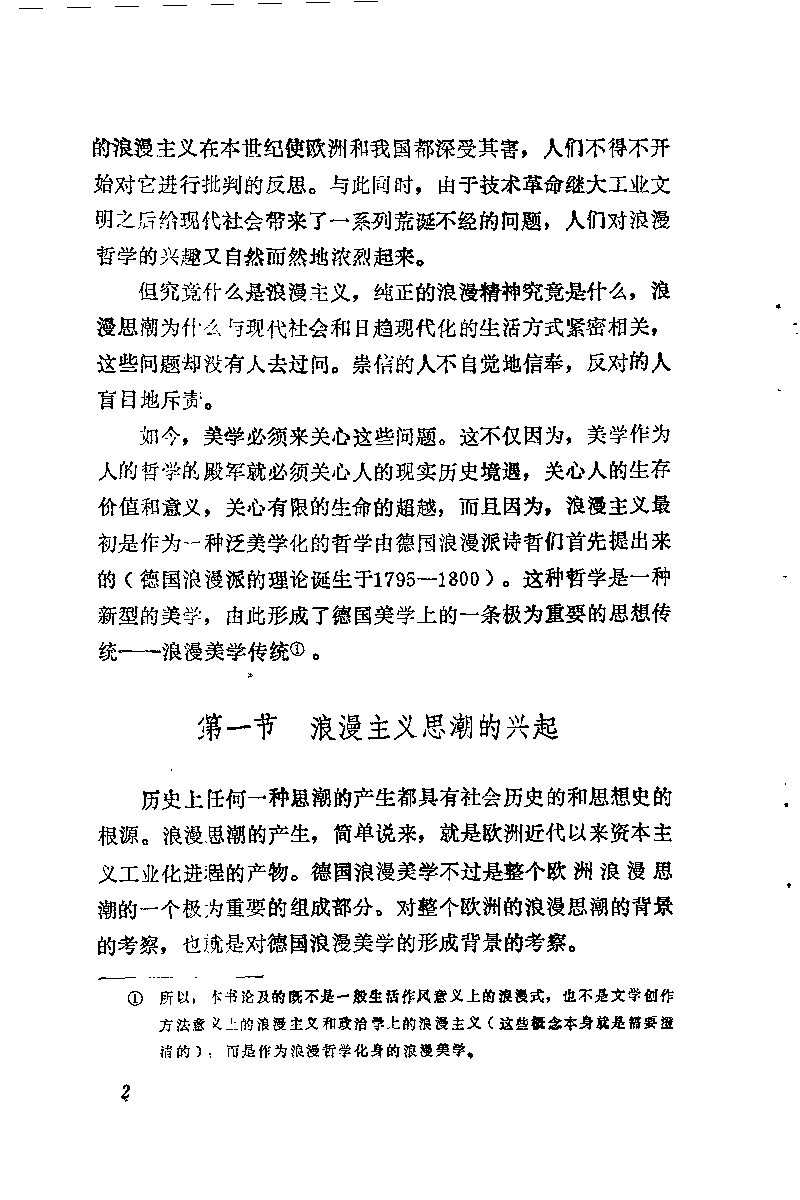 的浪漫主义在本世纪使欧洲和我国都深受其害，人们不得不开
始对它进行批判的反思。与此同时，由于技术革命继大工业文
明之后给现代社会带来了一系列荒诞不经的问题，人们对浪漫
哲学的兴趣又自然而然地浓烈起来。
但究竟什么是浪漫主义，纯正的浪漫精神究竟是什么，浪
漫思潮为什么与现代社会和日趋现代化的生活方式紧密相关，
这些问题却没有人去过问。崇信的人不自觉地信奉，反对的人
盲目地斥责。
如今，美学必须来关心这些问题。这不仅因为，美学作为
人的哲学的殿军就必须关心人的现实历史境遇，关心人的生存
价值和意义，关心有限的生命的超越，而且因为，浪漫主义最
初是作为一种泛美学化的哲学由德国浪漫派诗哲们首先提出来
的（德国浪漫派的理论诞生于1795—1800）。这种哲学是一种
新型的美学，由此形成了德国美学上的一条极为重要的思想传
统——浪漫美学传统①。
第一节　浪漫主义思潮的兴起
历史上任何一种思潮的产生都具有社会历史的和思想史的
根源。浪漫思潮的产生，简单说来，就是欧洲近代以来资本主
义工业化进程的产物。德国浪漫美学不过是整个欧洲浪漫思
潮的一个极为重要的组成部分。对整个欧洲的浪漫思潮的背景
的考察，也就是对德国浪漫美学的形成背景的考察。
① 所以，本书论及的既不是一般生活作风意义上的浪漫式，也不是文学创作
方法意义上的浪漫主义和政治学上的浪漫主义（这些概念本身就是需要澄
清的）；而是作为浪漫哲学化身的浪漫美学。
2